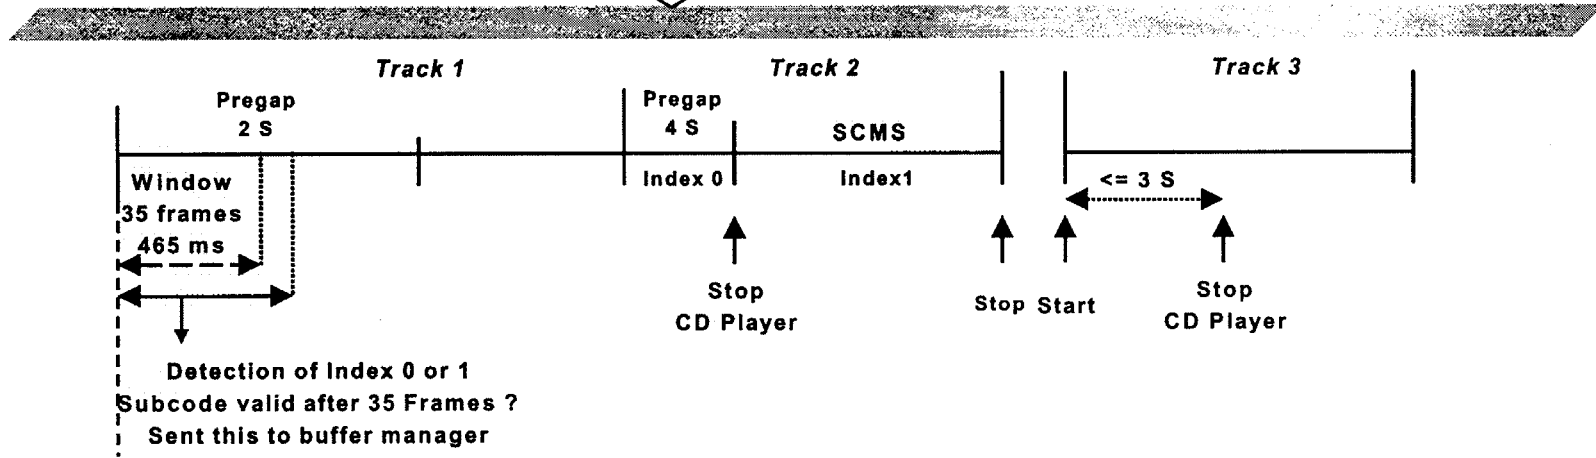 Track 1
Track 2
Track 3
Pregap
2 S
Pregap
4 S
SCMS
Window
35 frames
465 ms
Index 0
Index1
<= 3 S
Stop
CD Player
Stop
Start
Stop
CD Player
Detection of Index 0 or 1
Subcode valid after 35 Frames ?
Sent this to buffer manager